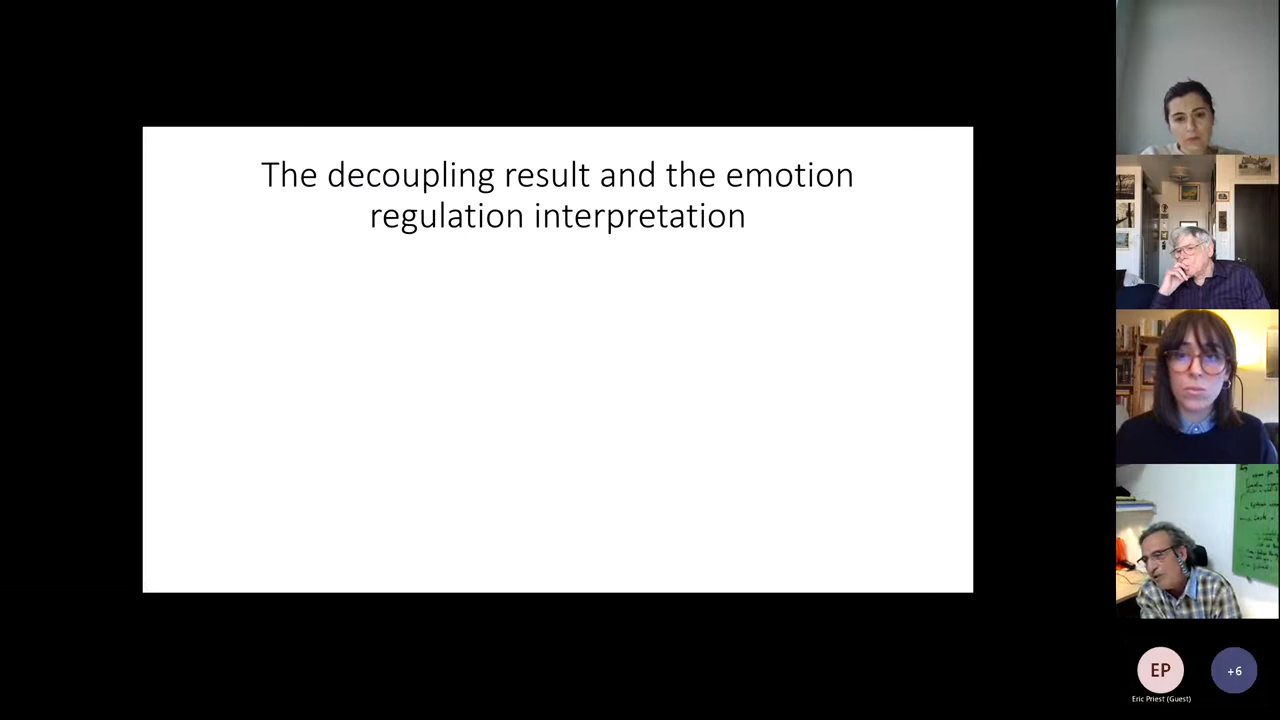 The decoupling result and the emotion
regulation interpretation
EP
Eric Priest (Guest)
+6